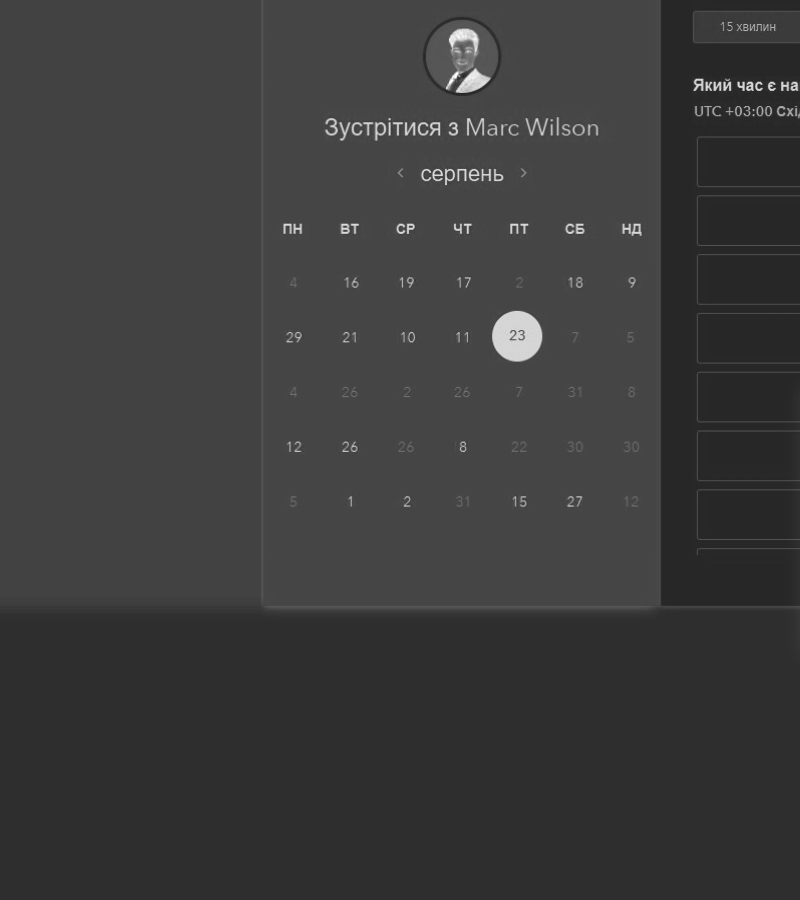 Зустрітися з Marc Wilson
серпень
ПН ВТ СР ЧТ ПТ СБ НД
4 16 19 17 2 18 9
29 21 10 11 23 7 5
4 26 2 26 7 31 8
12 26 26 8 22 30 30
5 1 2 31 15 27 12
15 хвилин
Який час є на
UTC +03:00 Схі